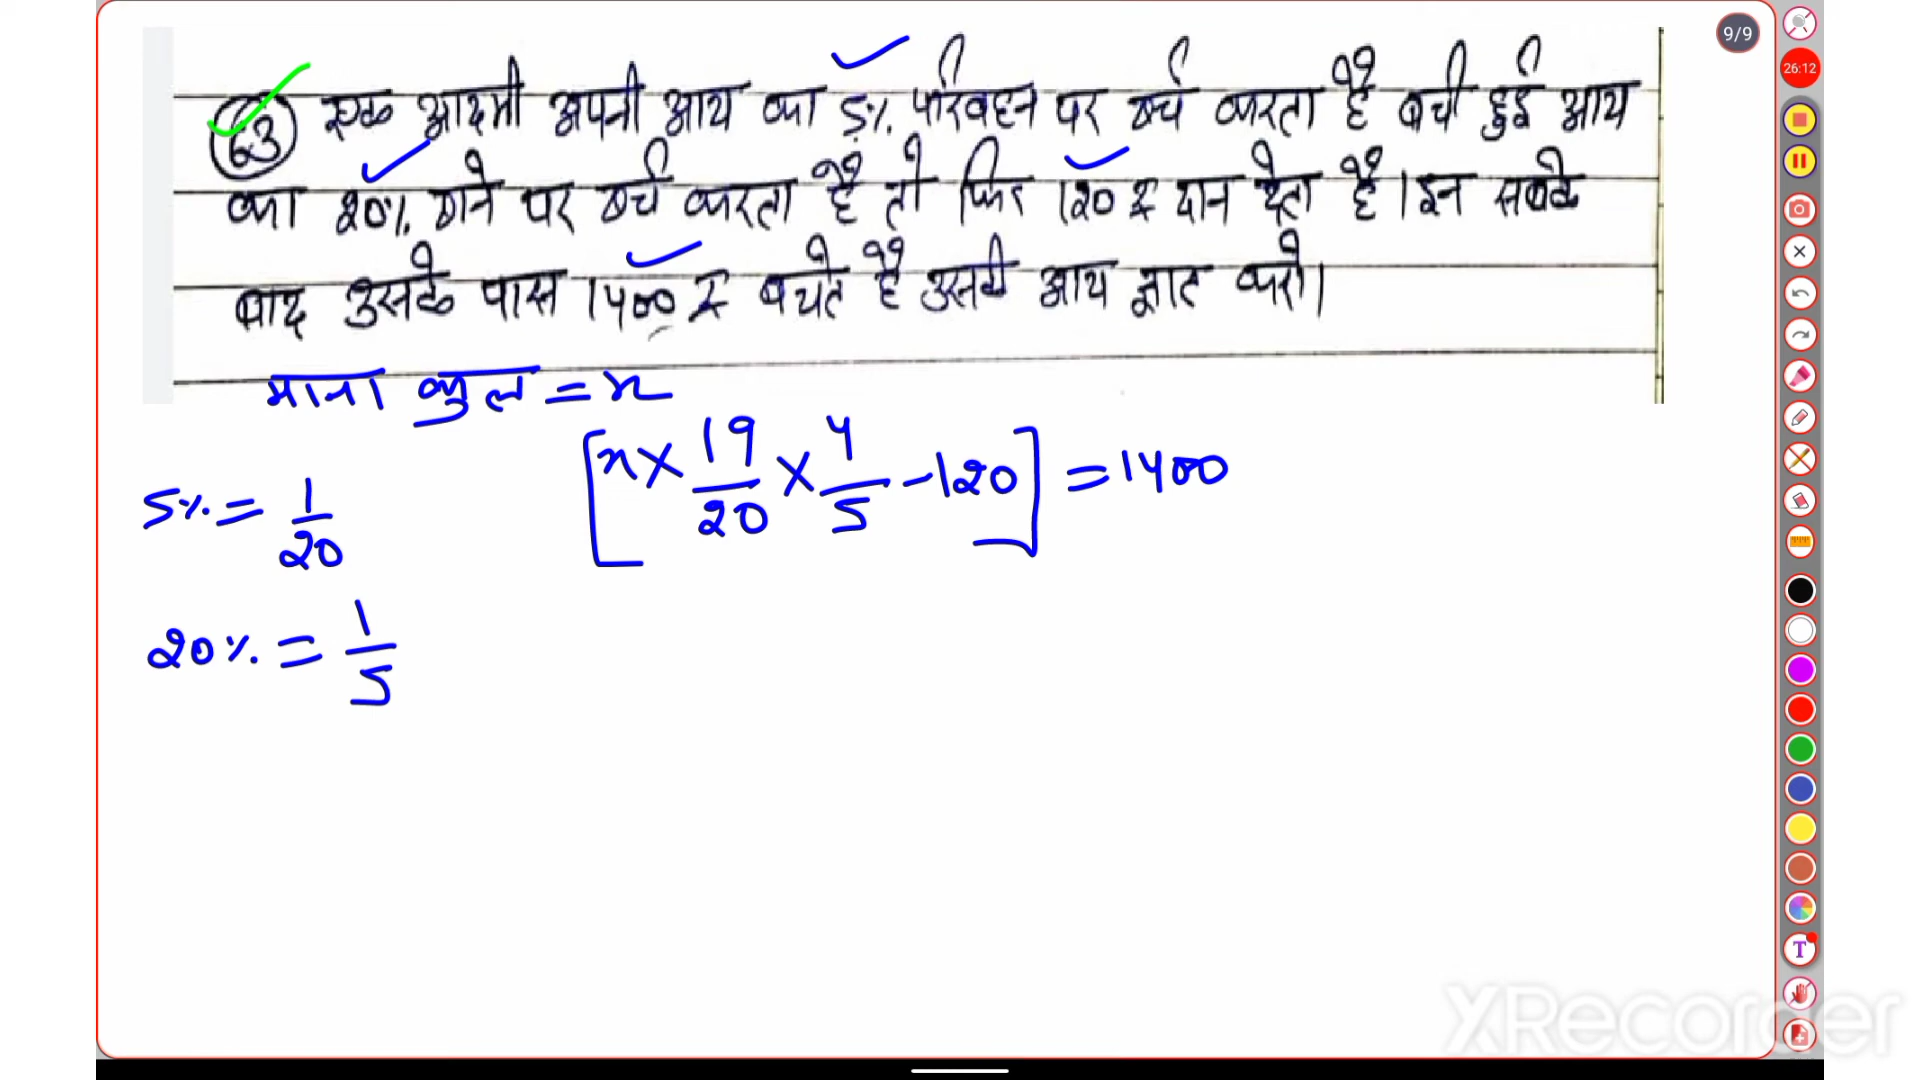 9/9
26:12
63 एक आदमी अपनी आय का 5% परिवहन पर खर्च करता है बची हुई आय
का 20% खाने पर खर्च करता है तो फिर 120 रु दान देता है। इन सबके
बाद उसके पास 1400 रु बचते है उसकी आय ज्ञात करो।
माना कुल = x
[x × 19/20 × 4/5 - 120] = 1400
5% = 1/20
20% = 1/5
T
XRecorder